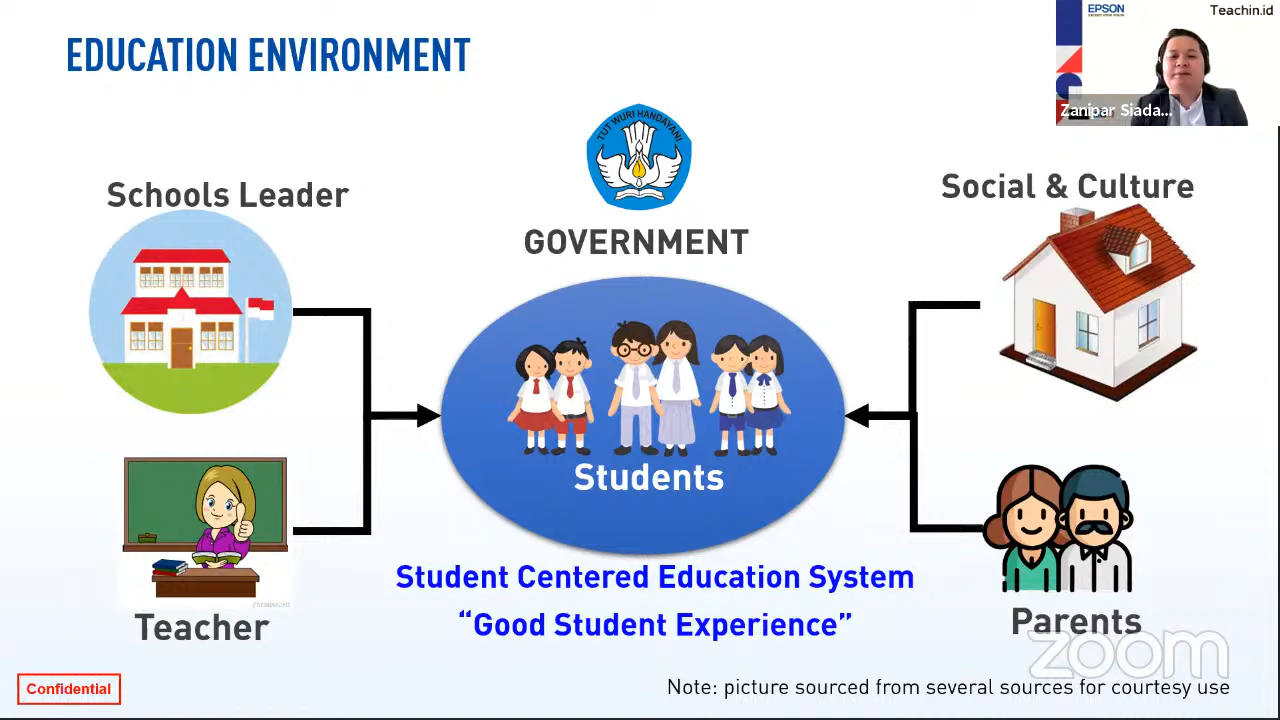 EDUCATION ENVIRONMENT
EPSON
Teachin.id
Zanipar Siada...
TUT WURI HANDAYANI
Schools Leader
GOVERNMENT
Social & Culture
Students
Student Centered Education System
“Good Student Experience”
Teacher
Parents
zoom
Confidential
Note: picture sourced from several sources for courtesy use